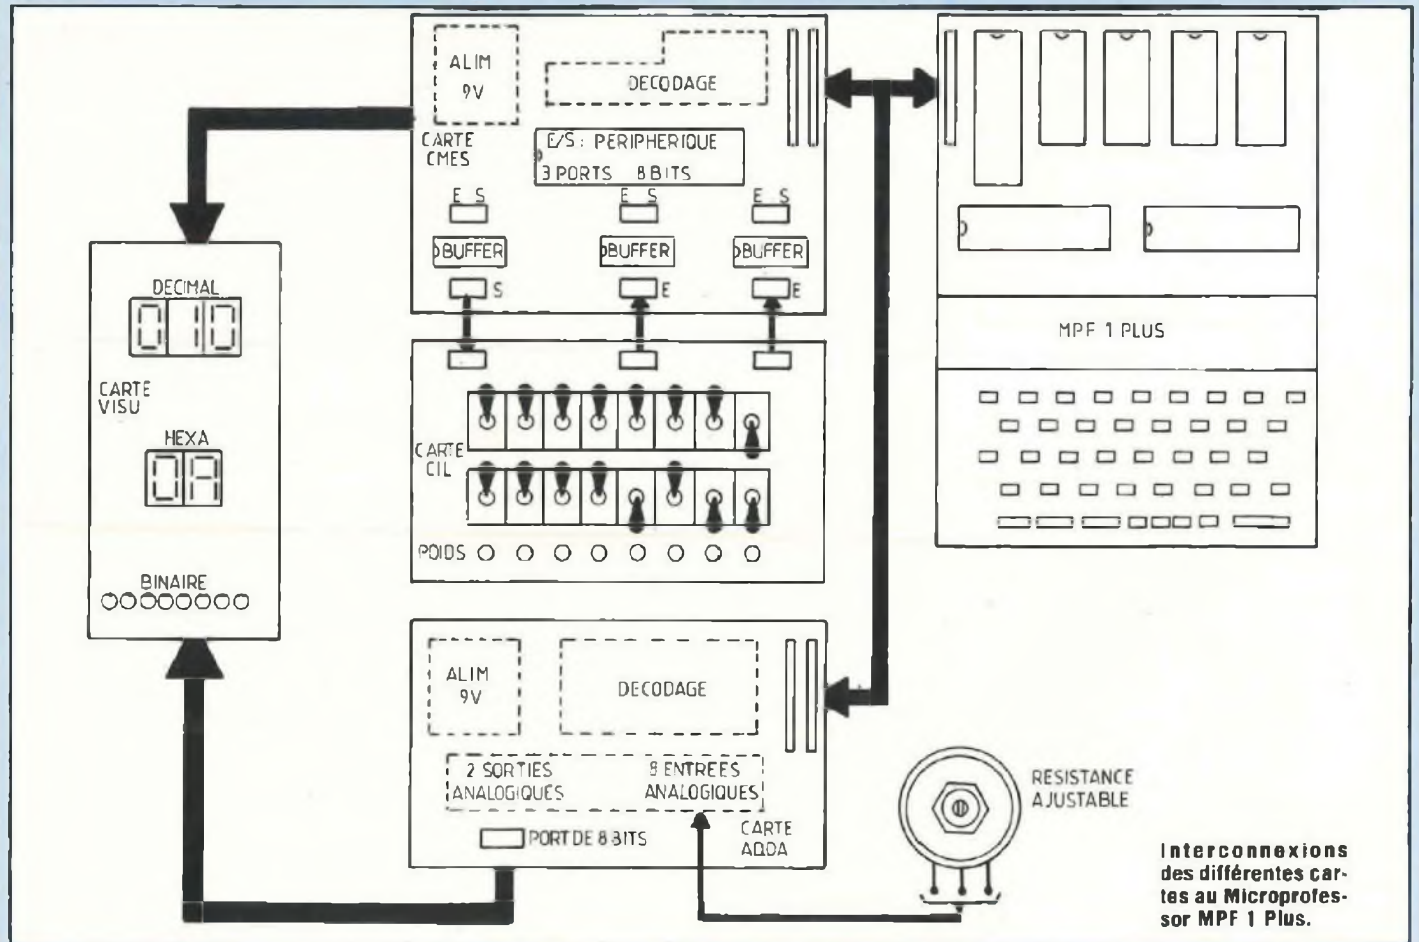 ALIM
9V
DECODAGE
CARTE
CMES
E/S : PERIPHERIQUE
3 PORTS 8 BITS
E S
E S
E S
BUFFER
BUFFER
BUFFER
S
E
E
DECIMAL
010
CARTE
VISU
HEXA
0A
BINAIRE
CARTE
CIL
POIDS
MPF 1 PLUS
ALIM
9V
DECODAGE
2 SORTIES
ANALOGIQUES
8 ENTREES
ANALOGIQUES
PORT DE 8 BITS
CARTE
AQDA
RESISTANCE
AJUSTABLE
Interconnexions
des différentes car-
tes au Microprofes-
sor MPF 1 Plus.